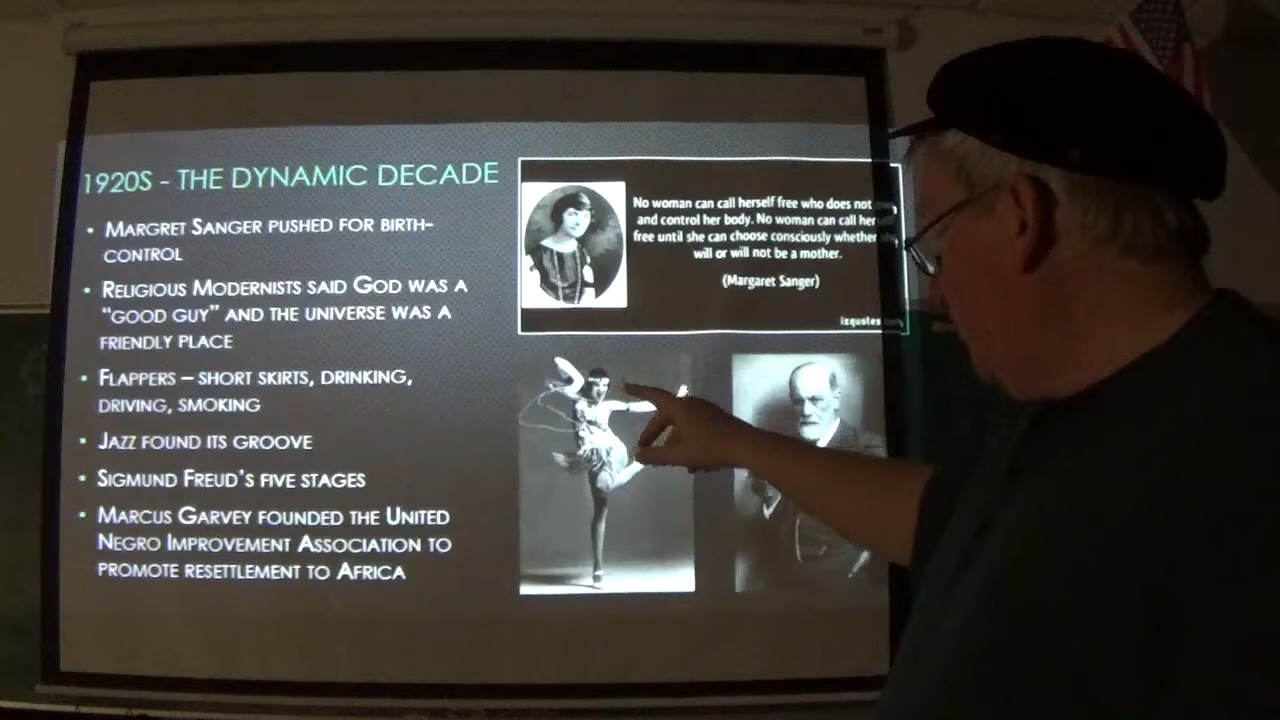 1920S - THE DYNAMIC DECADE
• MARGRET SANGER PUSHED FOR BIRTH-
CONTROL
• RELIGIOUS MODERNISTS SAID GOD WAS A
"GOOD GUY" AND THE UNIVERSE WAS A
FRIENDLY PLACE
• FLAPPERS – SHORT SKIRTS, DRINKING,
DRIVING, SMOKING
• JAZZ FOUND ITS GROOVE
• SIGMUND FREUD'S FIVE STAGES
• MARCUS GARVEY FOUNDED THE UNITED
NEGRO IMPROVEMENT ASSOCIATION TO
PROMOTE RESETTLEMENT TO AFRICA
No woman can call herself free who does not
and control her body. No woman can call
free until she can choose consciously whether
will or will not be a mother.
(Margaret Sanger)
izquotes